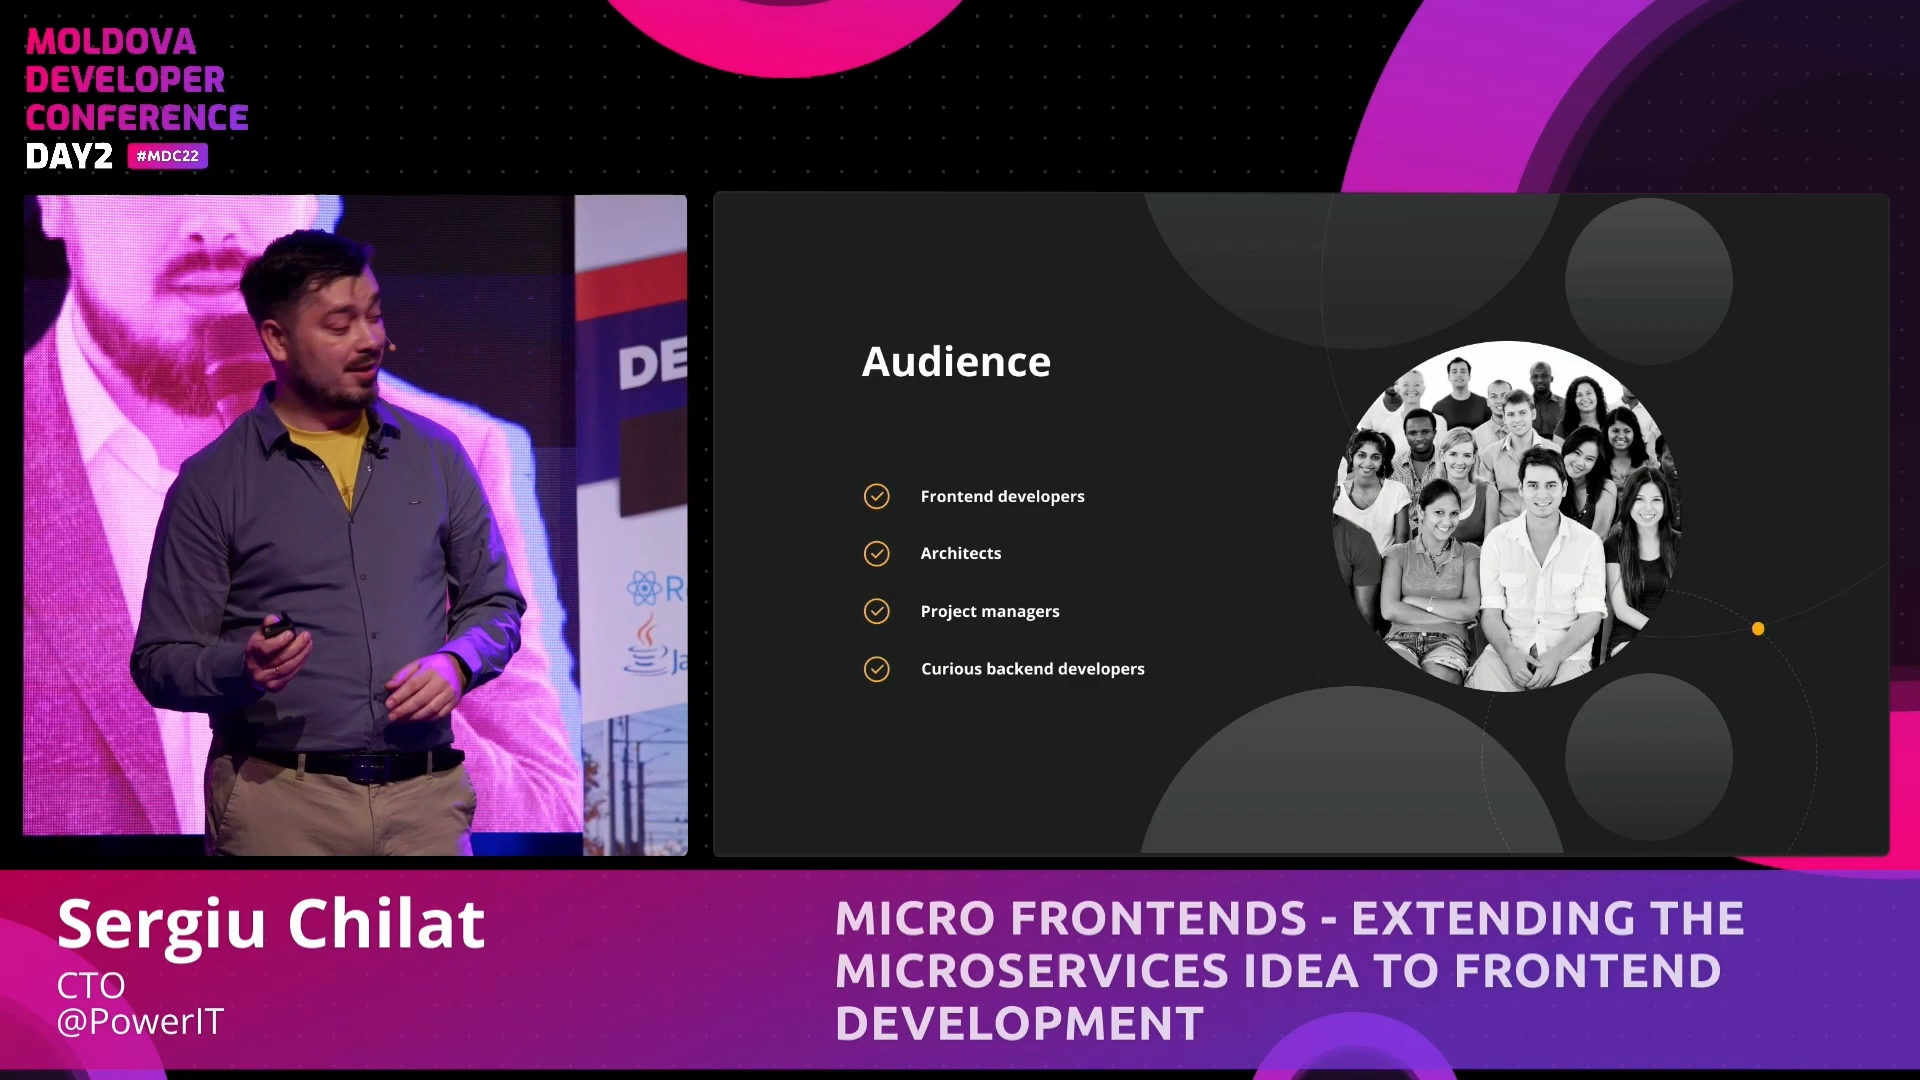 MOLDOVA
DEVELOPER
CONFERENCE
DAY2 #MDC22
DE
R
Ja
Audience
Frontend developers
Architects
Project managers
Curious backend developers
Sergiu Chilat
CTO
@PowerIT
MICRO FRONTENDS - EXTENDING THE
MICROSERVICES IDEA TO FRONTEND
DEVELOPMENT